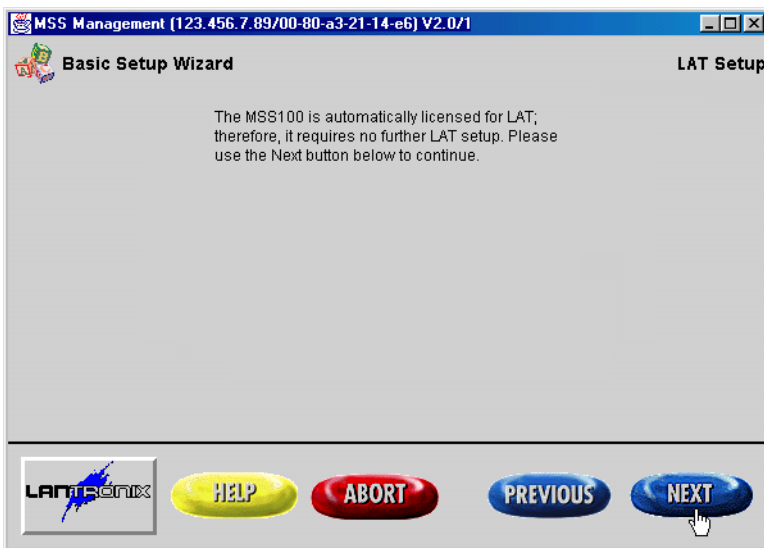 MSS Management (123.456.7.89/00-80-a3-21-14-e6) V2.0/1
Basic Setup Wizard
LAT Setup
The MSS100 is automatically licensed for LAT;
therefore, it requires no further LAT setup. Please
use the Next button below to continue.
LANTRONIX
HELP
ABORT
PREVIOUS
NEXT